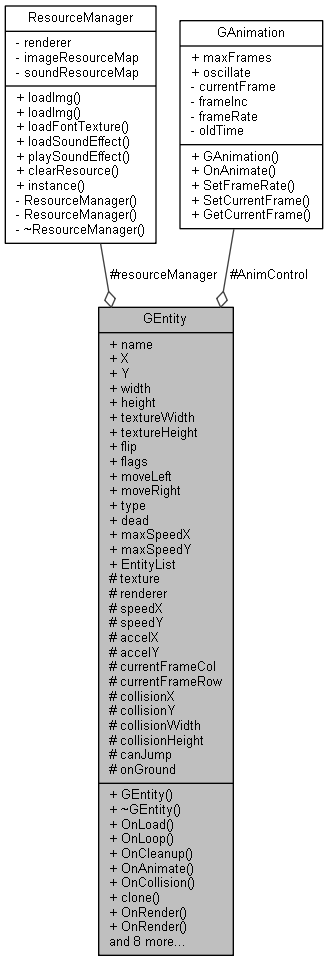 ResourceManager
- renderer
- imageResourceMap
- soundResourceMap
+ loadImg()
+ loadImg()
+ loadFontTexture()
+ loadSoundEffect()
+ playSoundEffect()
+ clearResource()
+ instance()
- ResourceManager()
- ResourceManager()
- ~ResourceManager()
GAnimation
+ maxFrames
+ oscillate
- currentFrame
- frameInc
- frameRate
- oldTime
+ GAnimation()
+ OnAnimate()
+ SetFrameRate()
+ SetCurrentFrame()
+ GetCurrentFrame()
#resourceManager
#AnimControl
GEntity
+ name
+ X
+ Y
+ width
+ height
+ textureWidth
+ textureHeight
+ flip
+ flags
+ moveLeft
+ moveRight
+ type
+ dead
+ maxSpeedX
+ maxSpeedY
+ EntityList
# texture
# renderer
# speedX
# speedY
# accelX
# accelY
# currentFrameCol
# currentFrameRow
# collisionX
# collisionY
# collisionWidth
# collisionHeight
# canJump
# onGround
+ GEntity()
+ ~GEntity()
+ OnLoad()
+ OnLoop()
+ OnCleanup()
+ OnAnimate()
+ OnCollision()
+ clone()
+ OnRender()
+ OnRender()
and 8 more...